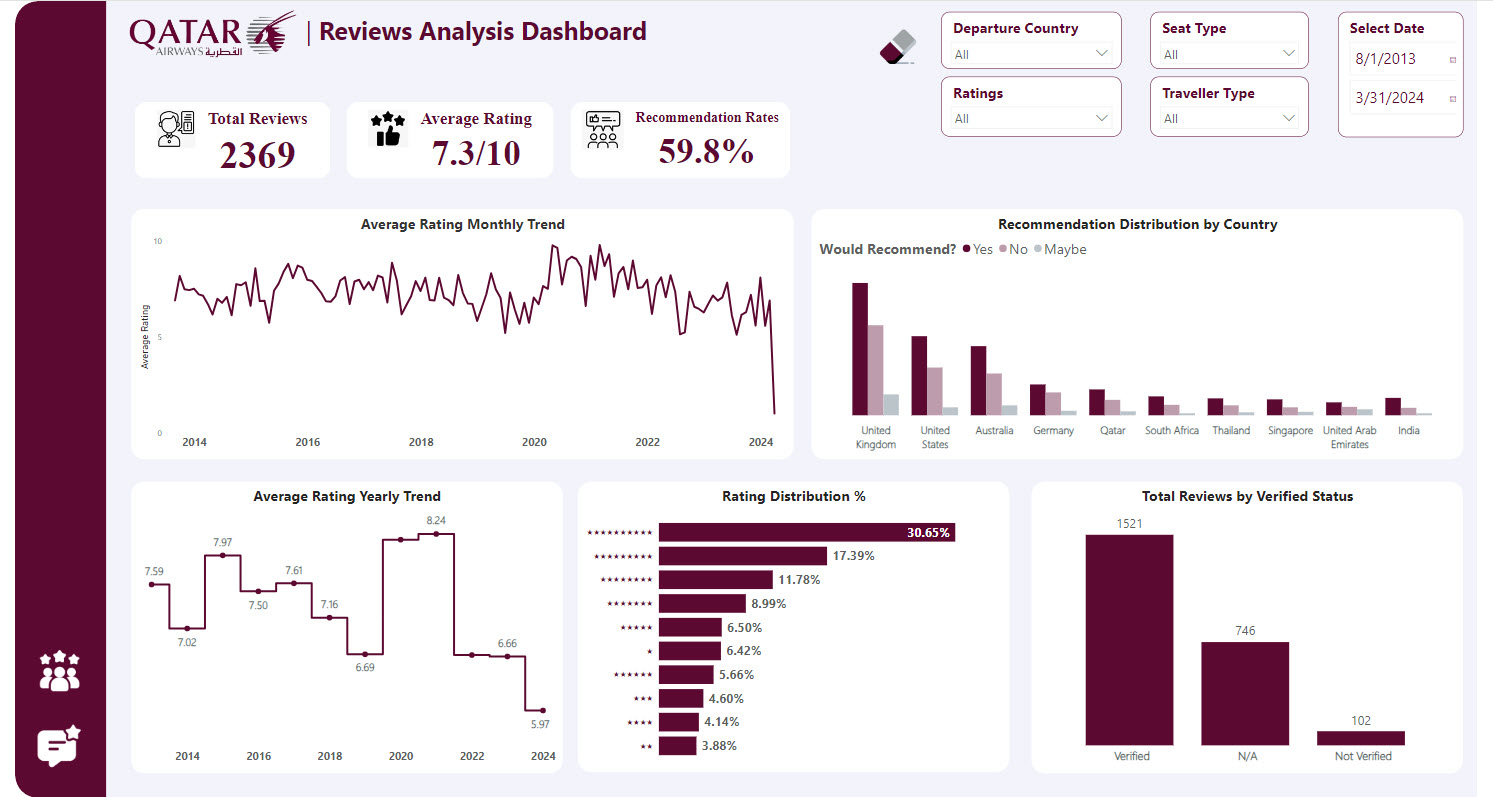 QATAR
AIRWAYS القطرية
| Reviews Analysis Dashboard
Departure Country
All
Seat Type
All
Select Date
8/1/2013
3/31/2024
Ratings
All
Traveller Type
All
Total Reviews
2369
Average Rating
7.3/10
Recommendation Rates
59.8%
Average Rating Monthly Trend
Average Rating
10
5
0
2014 2016 2018 2020 2022 2024
Recommendation Distribution by Country
Would Recommend? Yes No Maybe
United Kingdom
United States
Australia
Germany
Qatar
South Africa
Thailand
Singapore
United Arab Emirates
India
Average Rating Yearly Trend
7.59
7.02
7.97
7.50
7.61
7.16
6.69
8.24
6.66
5.97
2014 2016 2018 2020 2022 2024
Rating Distribution %
★★★★★★★★★★ 30.65%
★★★★★★★★★ 17.39%
★★★★★★★★ 11.78%
★★★★★★★ 8.99%
★★★★★ 6.50%
★ 6.42%
★★★★★★ 5.66%
★★★ 4.60%
★★★★ 4.14%
★★ 3.88%
Total Reviews by Verified Status
1521
746
102
Verified
N/A
Not Verified